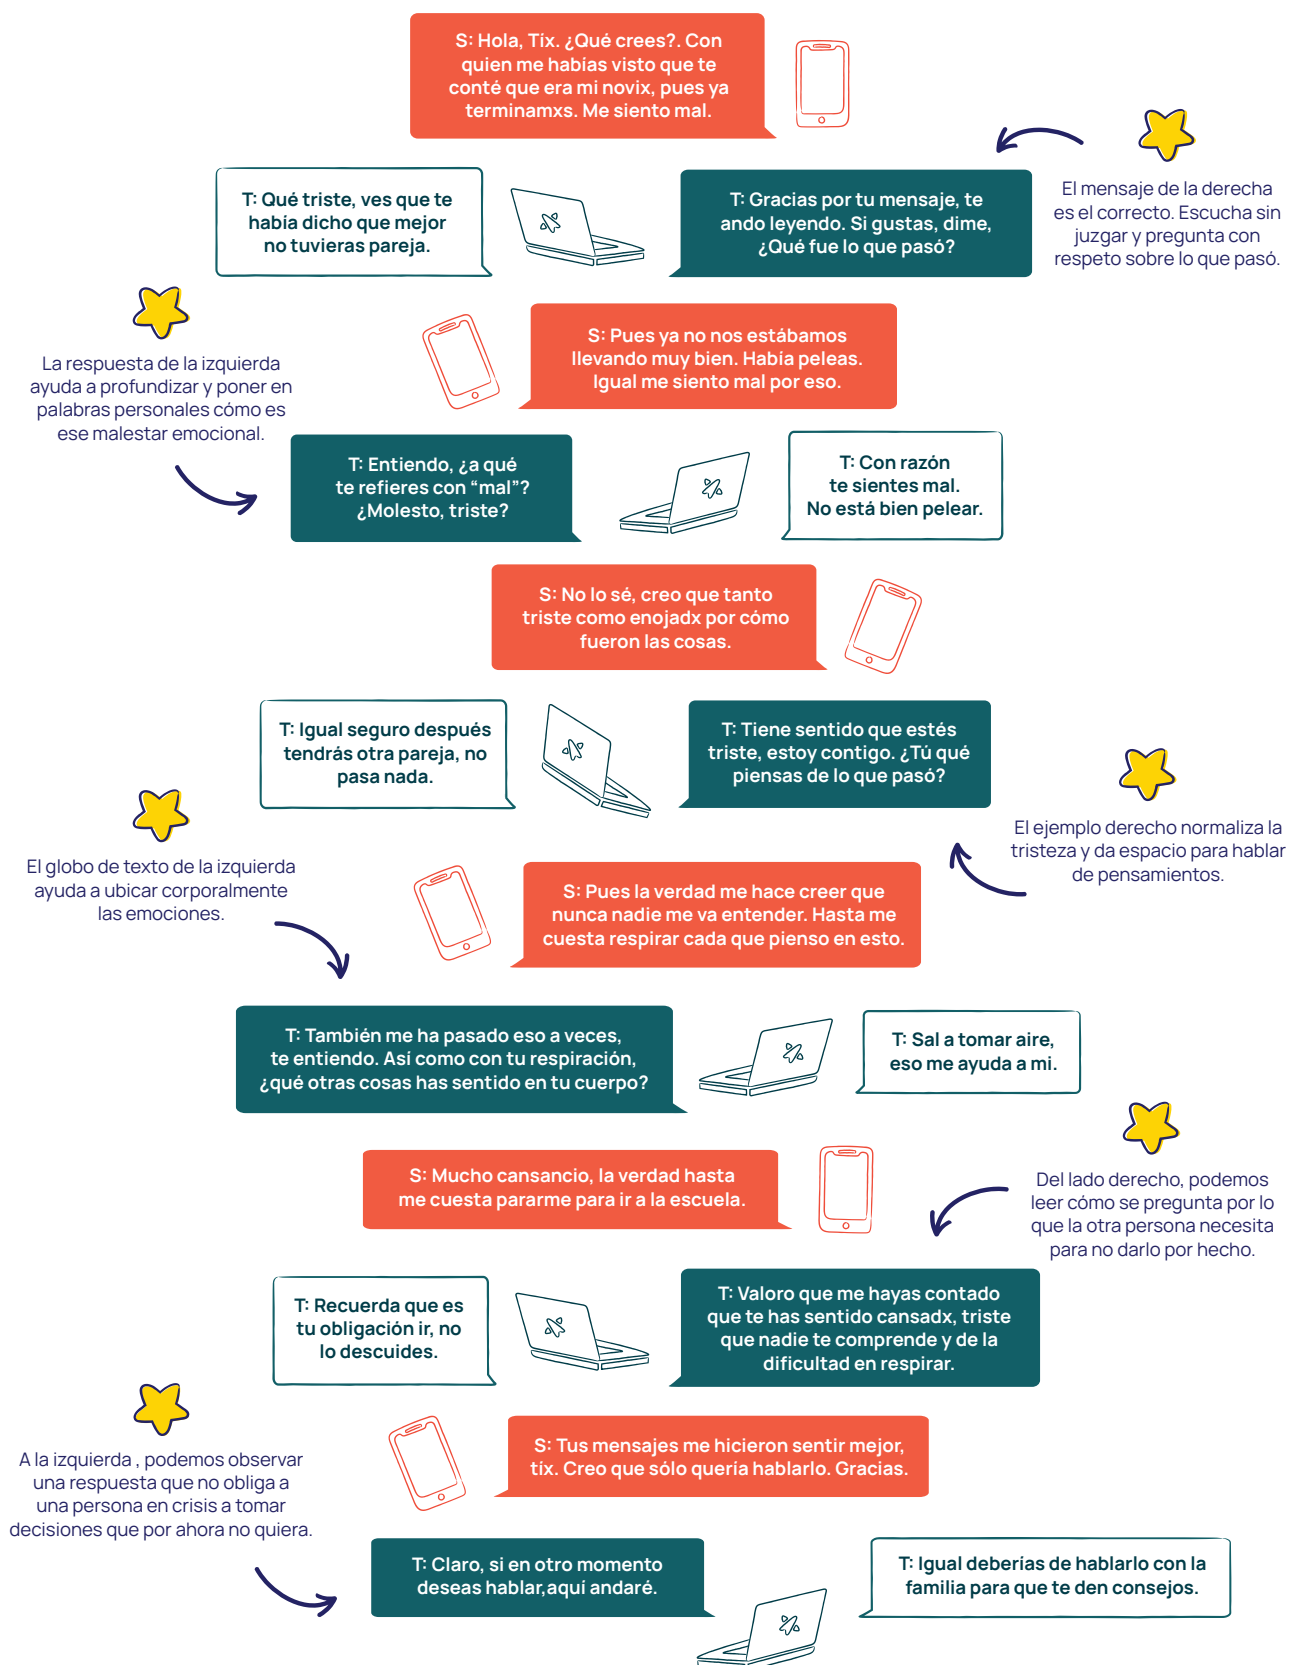 S: Hola, Tíx. ¿Qué crees?. Con
quien me habías visto que te
conté que era mi novix, pues ya
terminamxs. Me siento mal.
T: Qué triste, ves que te
había dicho que mejor
no tuvieras pareja.
T: Gracias por tu mensaje, te
ando leyendo. Si gustas, dime,
¿Qué fue lo que pasó?
El mensaje de la derecha
es el correcto. Escucha sin
juzgar y pregunta con
respeto sobre lo que pasó.
S: Pues ya no nos estábamos
llevando muy bien. Había peleas.
Igual me siento mal por eso.
La respuesta de la izquierda
ayuda a profundizar y poner en
palabras personales cómo es
ese malestar emocional.
T: Entiendo, ¿a qué
te refieres con “mal”?
¿Molesto, triste?
T: Con razón
te sientes mal.
No está bien pelear.
S: No lo sé, creo que tanto
triste como enojadx por cómo
fueron las cosas.
T: Igual seguro después
tendrás otra pareja, no
pasa nada.
T: Tiene sentido que estés
triste, estoy contigo. ¿Tú qué
piensas de lo que pasó?
El ejemplo derecho normaliza la
tristeza y da espacio para hablar
de pensamientos.
El globo de texto de la izquierda
ayuda a ubicar corporalmente
las emociones.
S: Pues la verdad me hace creer que
nunca nadie me va entender. Hasta me
cuesta respirar cada que pienso en esto.
T: También me ha pasado eso a veces,
te entiendo. Así como con tu respiración,
¿qué otras cosas has sentido en tu cuerpo?
T: Sal a tomar aire,
eso me ayuda a mi.
S: Mucho cansancio, la verdad hasta
me cuesta pararme para ir a la escuela.
Del lado derecho, podemos
leer cómo se pregunta por lo
que la otra persona necesita
para no darlo por hecho.
T: Recuerda que es
tu obligación ir, no
lo descuides.
T: Valoro que me hayas contado
que te has sentido cansadx, triste
que nadie te comprende y de la
dificultad en respirar.
S: Tus mensajes me hicieron sentir mejor,
tix. Creo que sólo quería hablarlo. Gracias.
A la izquierda , podemos observar
una respuesta que no obliga a
una persona en crisis a tomar
decisiones que por ahora no quiera.
T: Claro, si en otro momento
deseas hablar,aquí andaré.
T: Igual deberías de hablarlo con la
familia para que te den consejos.